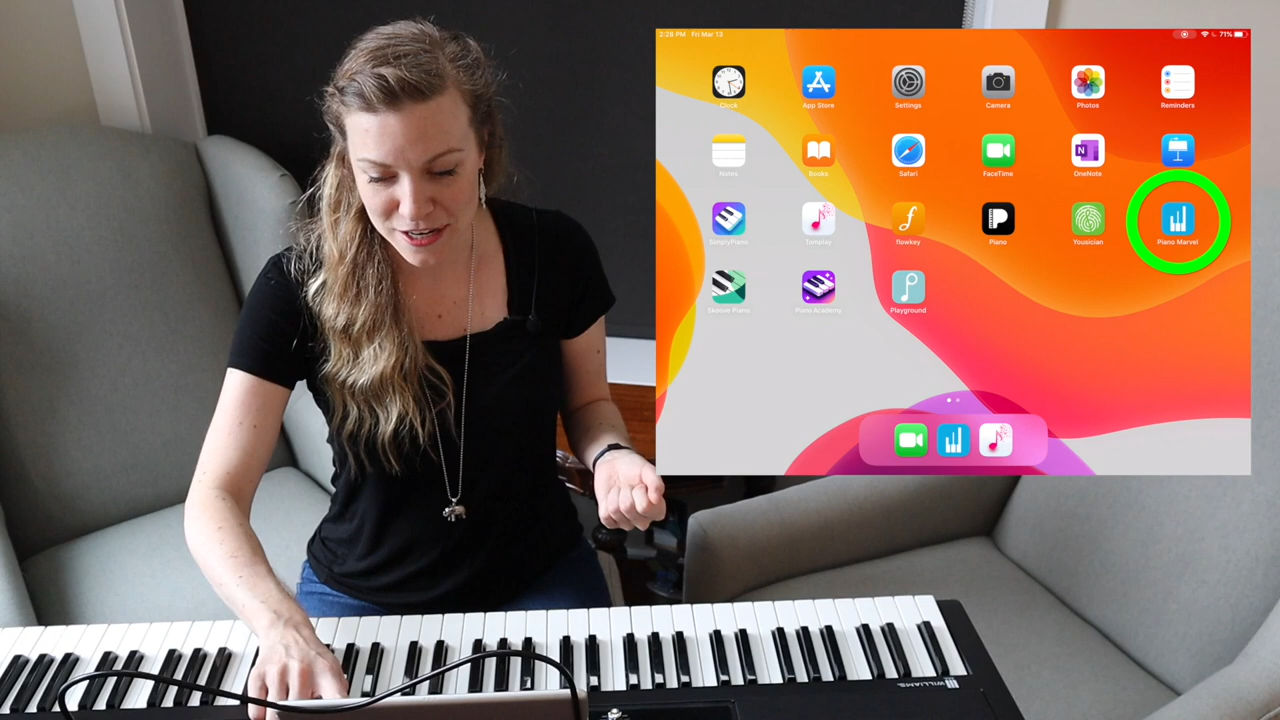 2:28 PM Fri Mar 13
71%
Clock App Store Settings Camera Photos Reminders
Notes Books Safari FaceTime OneNote
N
SimplyPiano Tomplay flowkey Piano Yousician Piano Marvel
Skoove Piano Piano Academy Playground
WILLIAMS